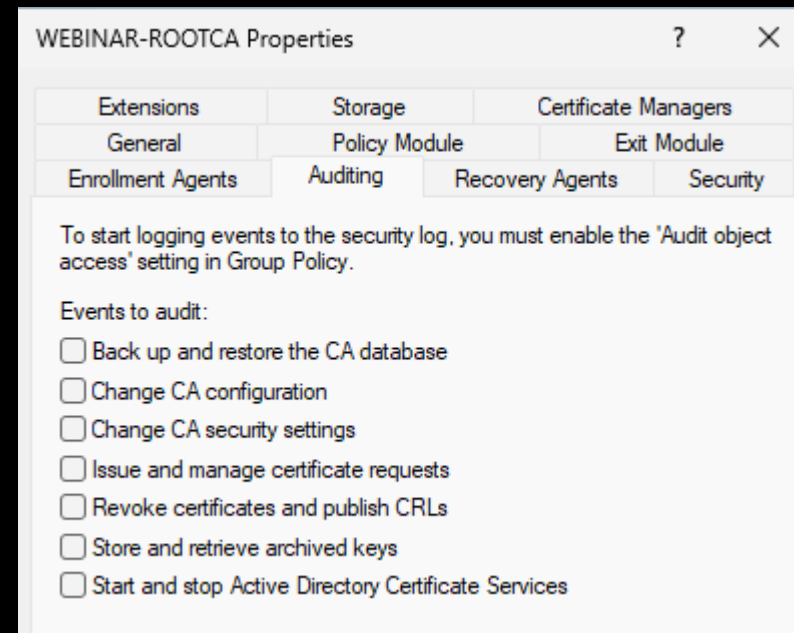 WEBINAR-ROOTCA Properties ?
Extensions Storage Certificate Managers
General Policy Module Exit Module
Enrollment Agents Auditing Recovery Agents Security
To start logging events to the security log, you must enable the 'Audit object
access' setting in Group Policy.
Events to audit:
Back up and restore the CA database
Change CA configuration
Change CA security settings
Issue and manage certificate requests
Revoke certificates and publish CRLs
Store and retrieve archived keys
Start and stop Active Directory Certificate Services